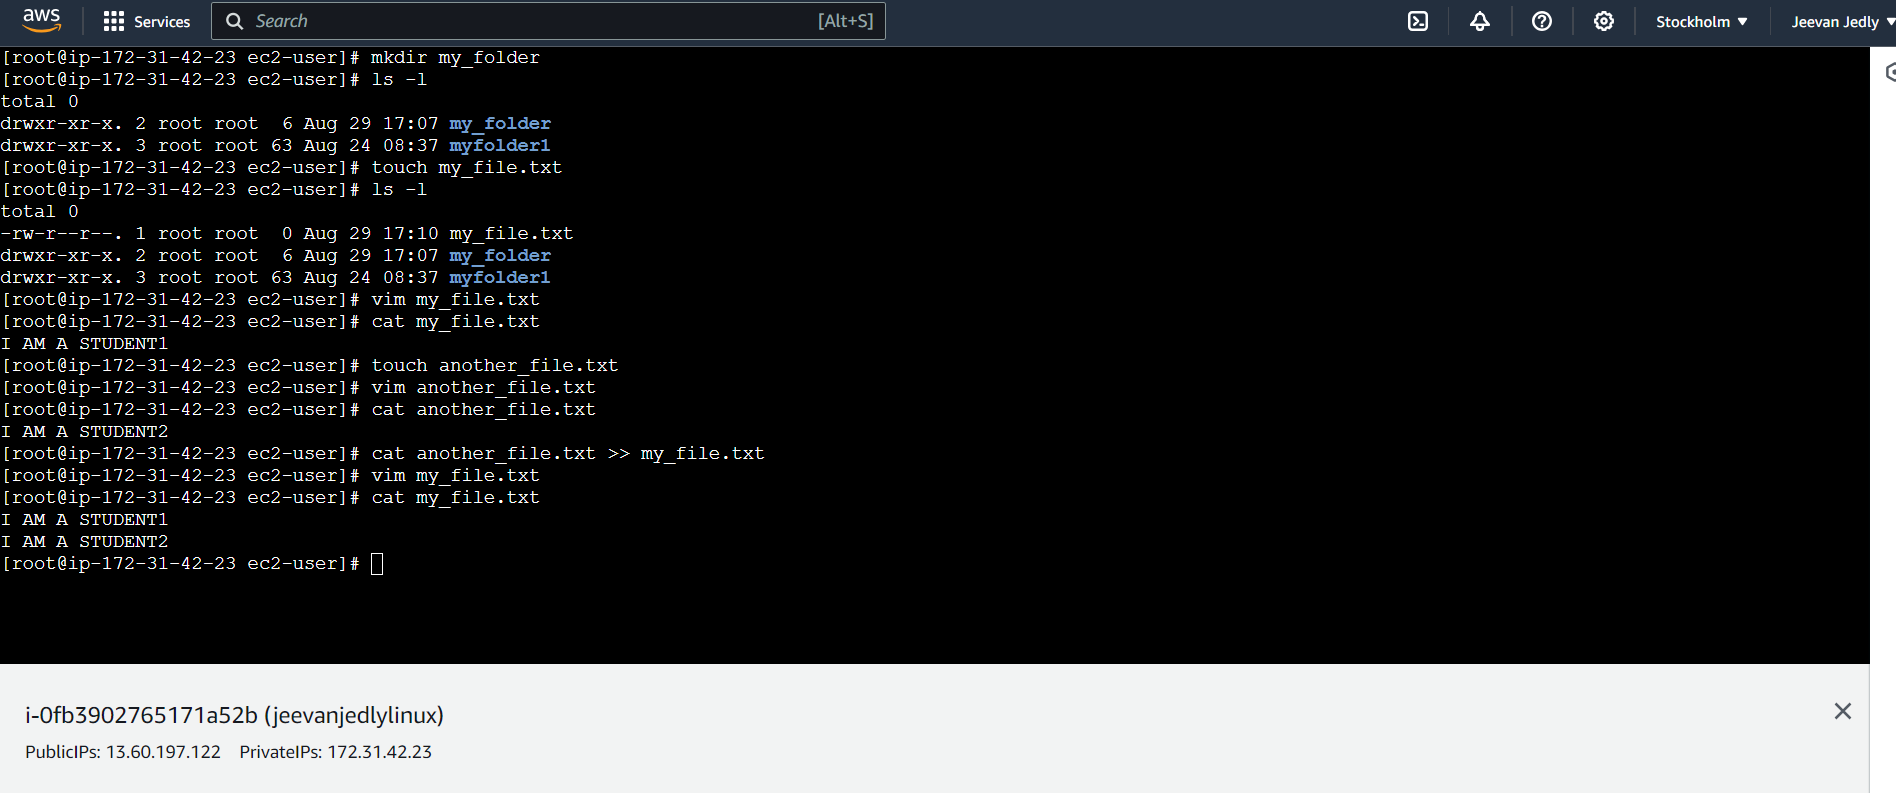 aws Services Search [Alt+S] Stockholm ▼ Jeevan Jedly ▼
[root@ip-172-31-42-23 ec2-user]# mkdir my_folder
[root@ip-172-31-42-23 ec2-user]# ls -l
total 0
drwxr-xr-x. 2 root root  6 Aug 29 17:07 my_folder
drwxr-xr-x. 3 root root 63 Aug 24 08:37 myfolder1
[root@ip-172-31-42-23 ec2-user]# touch my_file.txt
[root@ip-172-31-42-23 ec2-user]# ls -l
total 0
-rw-r--r--. 1 root root  0 Aug 29 17:10 my_file.txt
drwxr-xr-x. 2 root root  6 Aug 29 17:07 my_folder
drwxr-xr-x. 3 root root 63 Aug 24 08:37 myfolder1
[root@ip-172-31-42-23 ec2-user]# vim my_file.txt
[root@ip-172-31-42-23 ec2-user]# cat my_file.txt
I AM A STUDENT1
[root@ip-172-31-42-23 ec2-user]# touch another_file.txt
[root@ip-172-31-42-23 ec2-user]# vim another_file.txt
[root@ip-172-31-42-23 ec2-user]# cat another_file.txt
I AM A STUDENT2
[root@ip-172-31-42-23 ec2-user]# cat another_file.txt >> my_file.txt
[root@ip-172-31-42-23 ec2-user]# vim my_file.txt
[root@ip-172-31-42-23 ec2-user]# cat my_file.txt
I AM A STUDENT1
I AM A STUDENT2
[root@ip-172-31-42-23 ec2-user]#
i-0fb3902765171a52b (jeevanjedlylinux)
PublicIPs: 13.60.197.122 PrivateIPs: 172.31.42.23